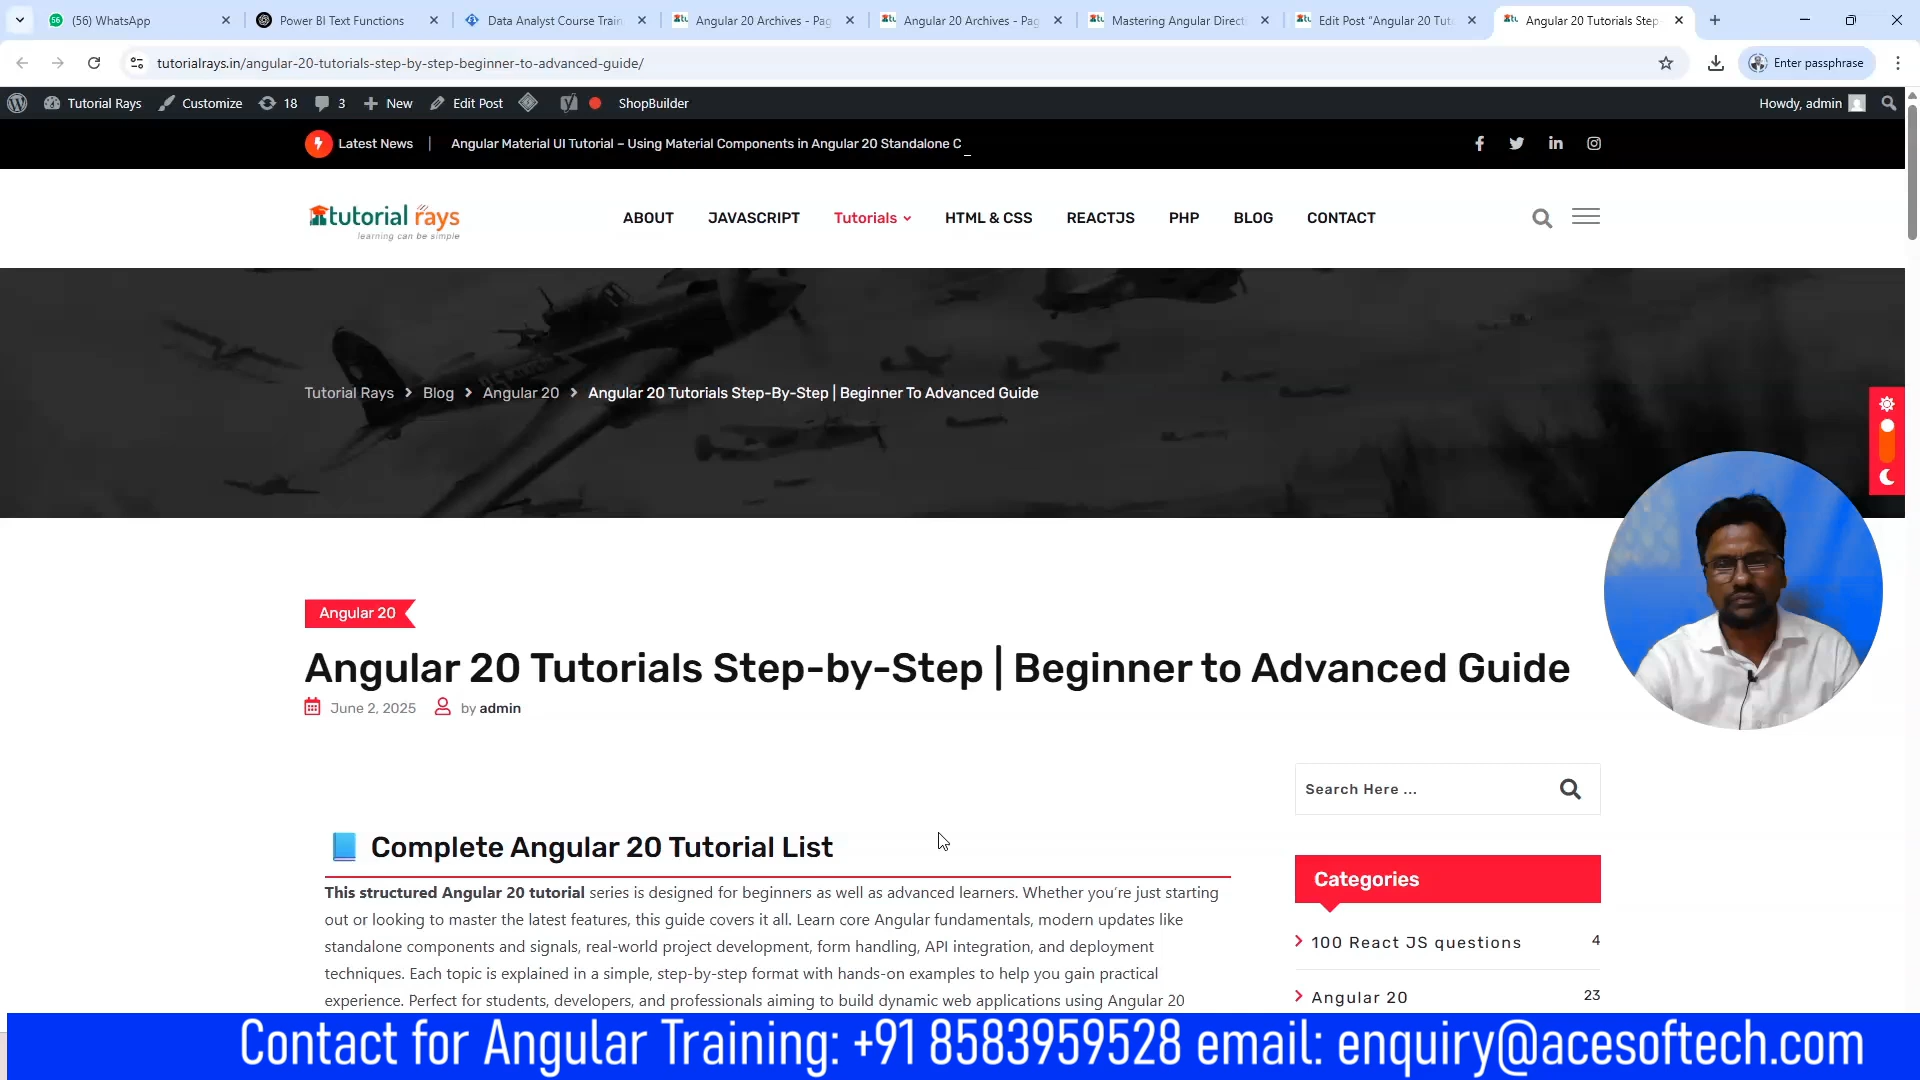 (56) WhatsApp
Power BI Text Functions
Data Analyst Course Train
Angular 20 Archives - Pag
Angular 20 Archives - Pag
Mastering Angular Directi
Edit Post "Angular 20 Tuto
Angular 20 Tutorials Step-
tutorialrays.in/angular-20-tutorials-step-by-step-beginner-to-advanced-guide/
Enter passphrase
Tutorial Rays
Customize
18
3
New
Edit Post
ShopBuilder
Howdy, admin
Latest News
Angular Material UI Tutorial – Using Material Components in Angular 20 Standalone C _
tutorial rays
learning can be simple
ABOUT
JAVASCRIPT
Tutorials
HTML & CSS
REACTJS
PHP
BLOG
CONTACT
Tutorial Rays > Blog > Angular 20 > Angular 20 Tutorials Step-By-Step | Beginner To Advanced Guide
Angular 20
Angular 20 Tutorials Step-by-Step | Beginner to Advanced Guide
June 2, 2025 by admin
Complete Angular 20 Tutorial List
This structured Angular 20 tutorial series is designed for beginners as well as advanced learners. Whether you're just starting
out or looking to master the latest features, this guide covers it all. Learn core Angular fundamentals, modern updates like
standalone components and signals, real-world project development, form handling, API integration, and deployment
techniques. Each topic is explained in a simple, step-by-step format with hands-on examples to help you gain practical
experience. Perfect for students, developers, and professionals aiming to build dynamic web applications using Angular 20
Search Here ...
Categories
100 React JS questions 4
Angular 20 23
Contact for Angular Training: +91 8583959528 email: enquiry@acesoftech.com